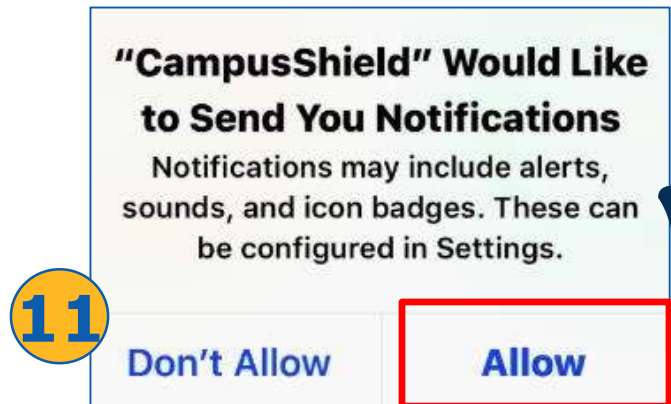 “CampusShield” Would Like
to Send You Notifications
Notifications may include alerts,
sounds, and icon badges. These can
be configured in Settings.
11
Don’t Allow
Allow